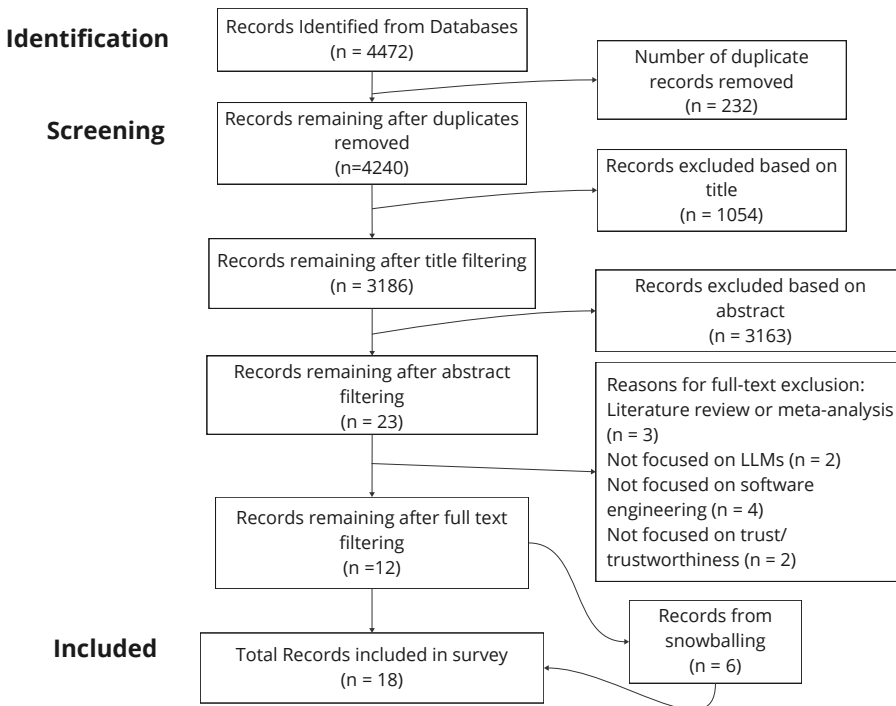 Identification
Records Identified from Databases
(n = 4472)
Number of duplicate
records removed
(n = 232)
Screening
Records remaining after duplicates
removed
(n=4240)
Records excluded based on
title
(n = 1054)
Records remaining after title filtering
(n = 3186)
Records excluded based on
abstract
(n = 3163)
Records remaining after abstract
filtering
(n = 23)
Reasons for full-text exclusion:
Literature review or meta-analysis
(n = 3)
Not focused on LLMs (n = 2)
Not focused on software
engineering (n = 4)
Not focused on trust/
trustworthiness (n = 2)
Records remaining after full text
filtering
(n =12)
Records from
snowballing
(n = 6)
Included
Total Records included in survey
(n = 18)